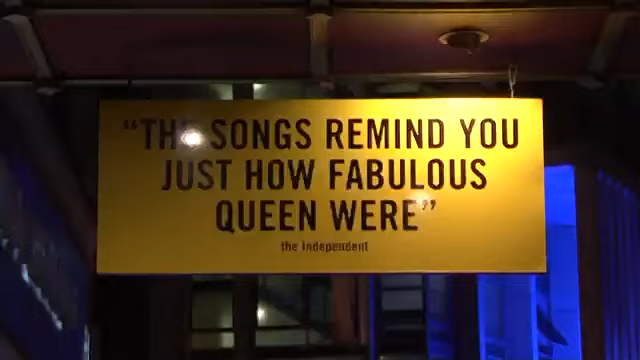 “THE SONGS REMIND YOU
JUST HOW FABULOUS
QUEEN WERE”
the Independent